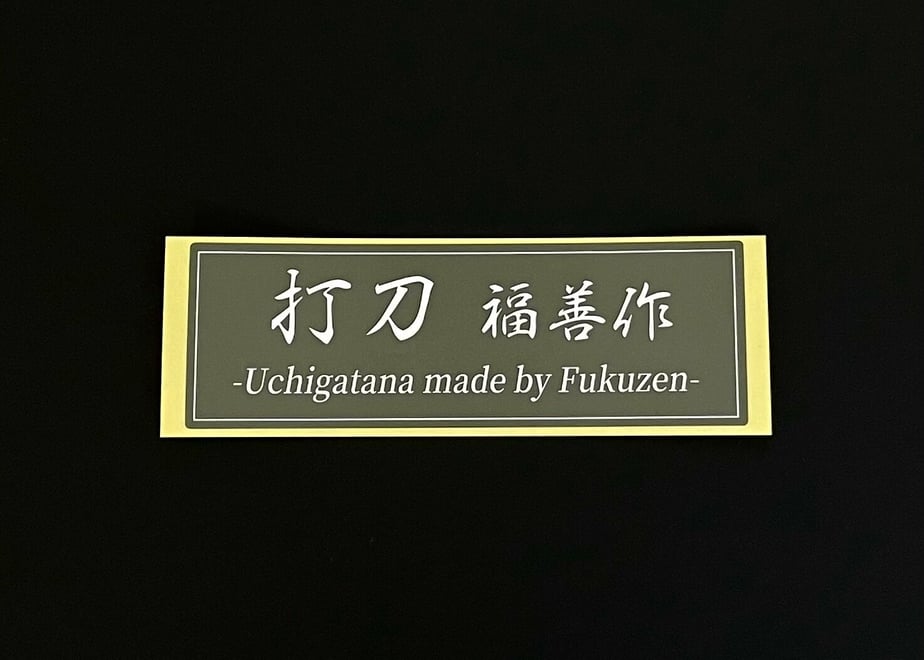 打刀 福善作
-Uchigatana made by Fukuzen-